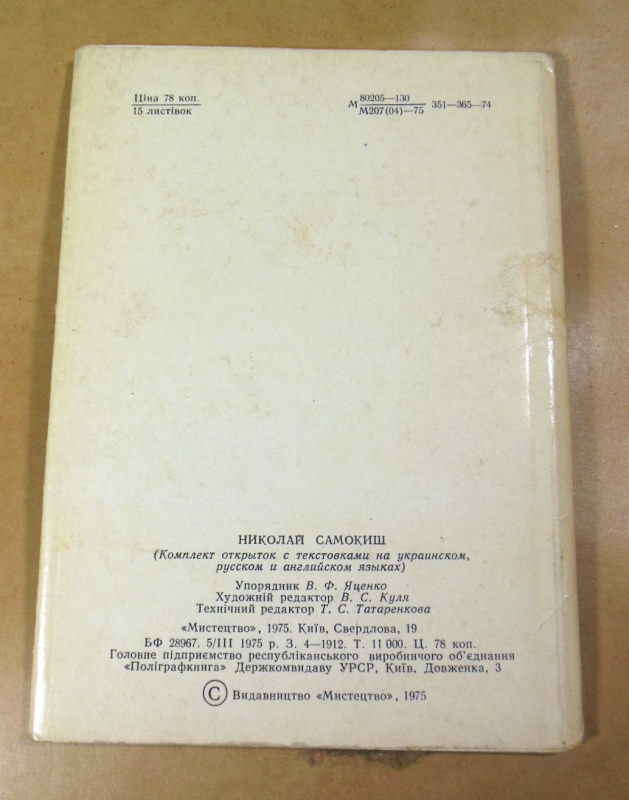 Ціна 78 коп.
15 листівок
М 80205—130
М207(04)—75 351—365—74
НИКОЛАЙ САМОКИШ
(Комплект открыток с текстовками на украинском,
русском и английском языках)
Упорядник В. Ф. Яценко
Художній редактор В. С. Куля
Технічний редактор Т. С. Татаренкова
«Мистецтво», 1975. Київ, Свердлова, 19
БФ 28967. 5/III 1975 р. З. 4—1912. Т. 11 000. Ц. 78 коп.
Головне підприємство республіканського виробничого об'єднання
«Поліграфкнига» Держкомвидаву УРСР, Київ, Довженка, 3
© Видавництво «Мистецтво», 1975